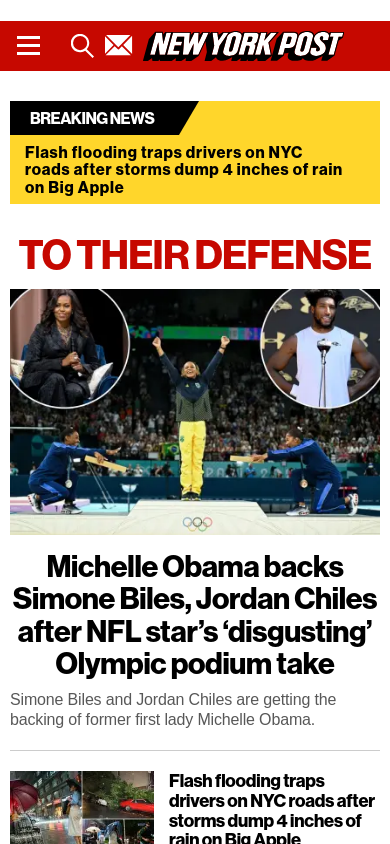 NEW YORK POST
BREAKING NEWS
Flash flooding traps drivers on NYC
roads after storms dump 4 inches of rain
on Big Apple
TO THEIR DEFENSE
Michelle Obama backs
Simone Biles, Jordan Chiles
after NFL star’s ‘disgusting’
Olympic podium take
Simone Biles and Jordan Chiles are getting the
backing of former first lady Michelle Obama.
Flash flooding traps
drivers on NYC roads after
storms dump 4 inches of
rain on Big Apple